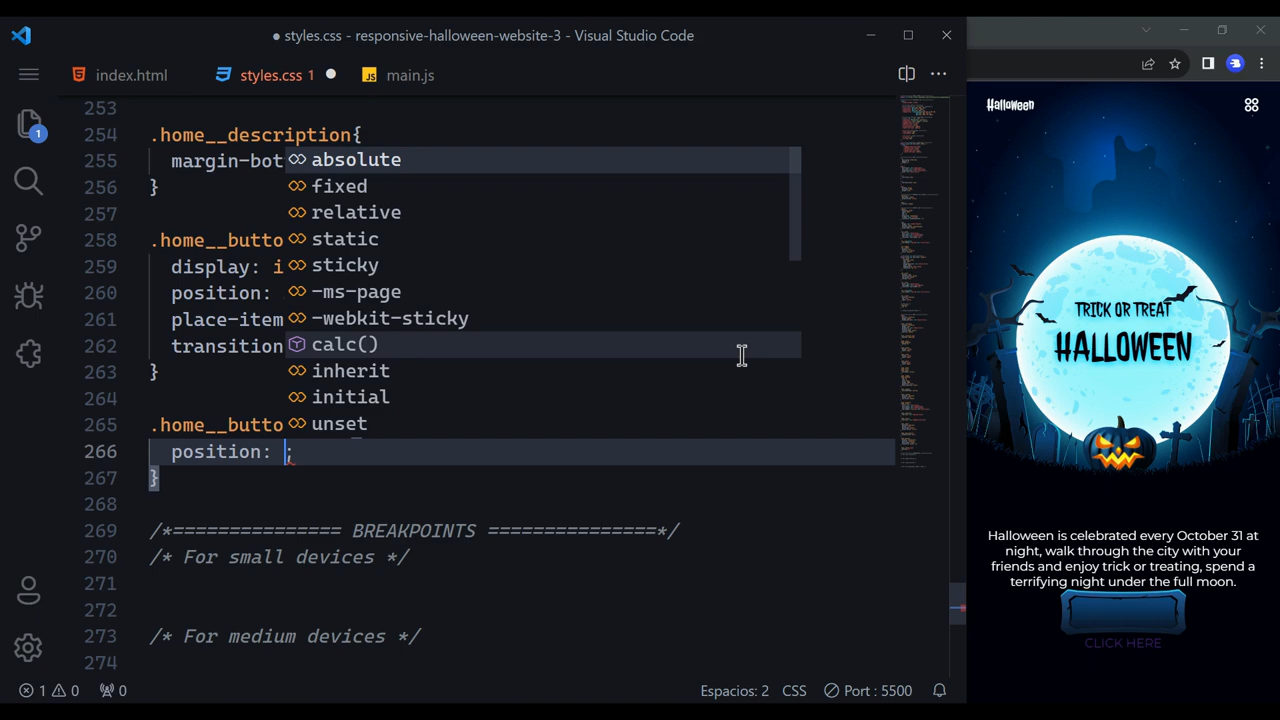 ● styles.css - responsive-halloween-website-3 - Visual Studio Code
index.html
styles.css 1 ●
JS main.js
253
254 .home__description{
255 margin-bot
256 }
257
258 .home__butto
259 display: i
260 position:
261 place-item
262 transition
263 }
264
265 .home__butto
266 position: ;
267 }
268
269 /*=============== BREAKPOINTS ===============*/
270 /* For small devices */
271
272
273 /* For medium devices */
274
absolute
fixed
relative
static
sticky
-ms-page
-webkit-sticky
calc()
inherit
initial
unset
1
1 0
0
Espacios: 2 CSS Port : 5500
Halloween
TRICK OR TREAT
HALLOWEEN
Halloween is celebrated every October 31 at
night, walk through the city with your
friends and enjoy trick or treating, spend a
terrifying night under the full moon.
CLICK HERE